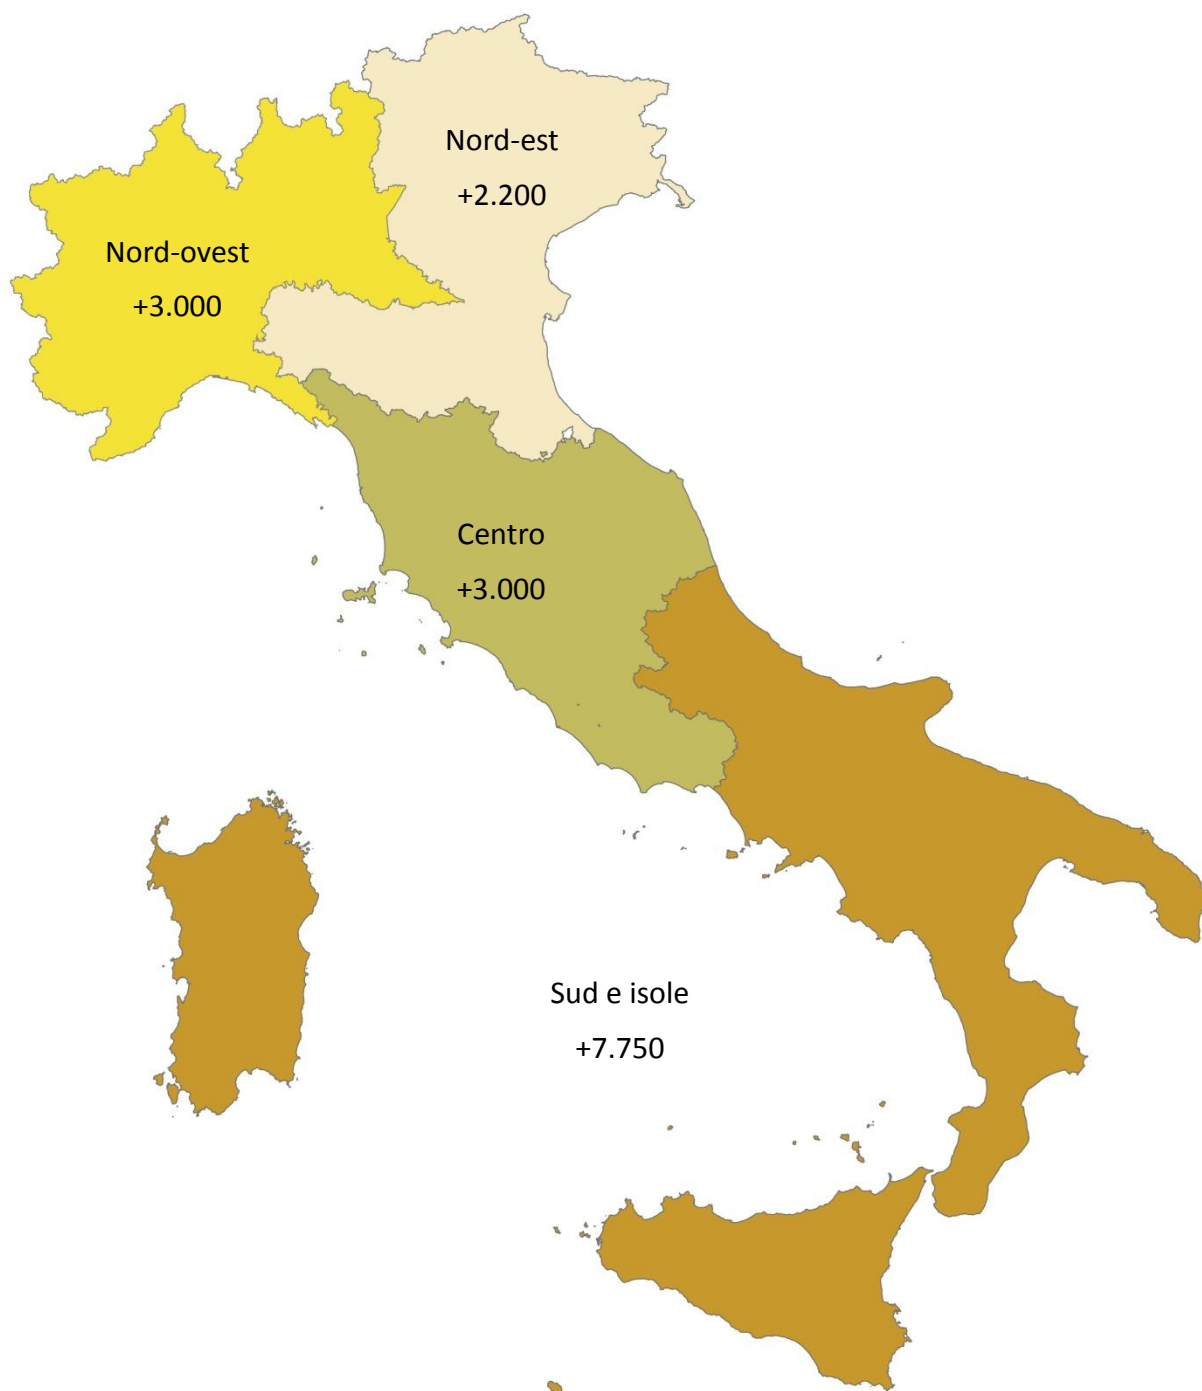 Nord-est
+2.200
Nord-ovest
+3.000
Centro
+3.000
Sud e isole
+7.750